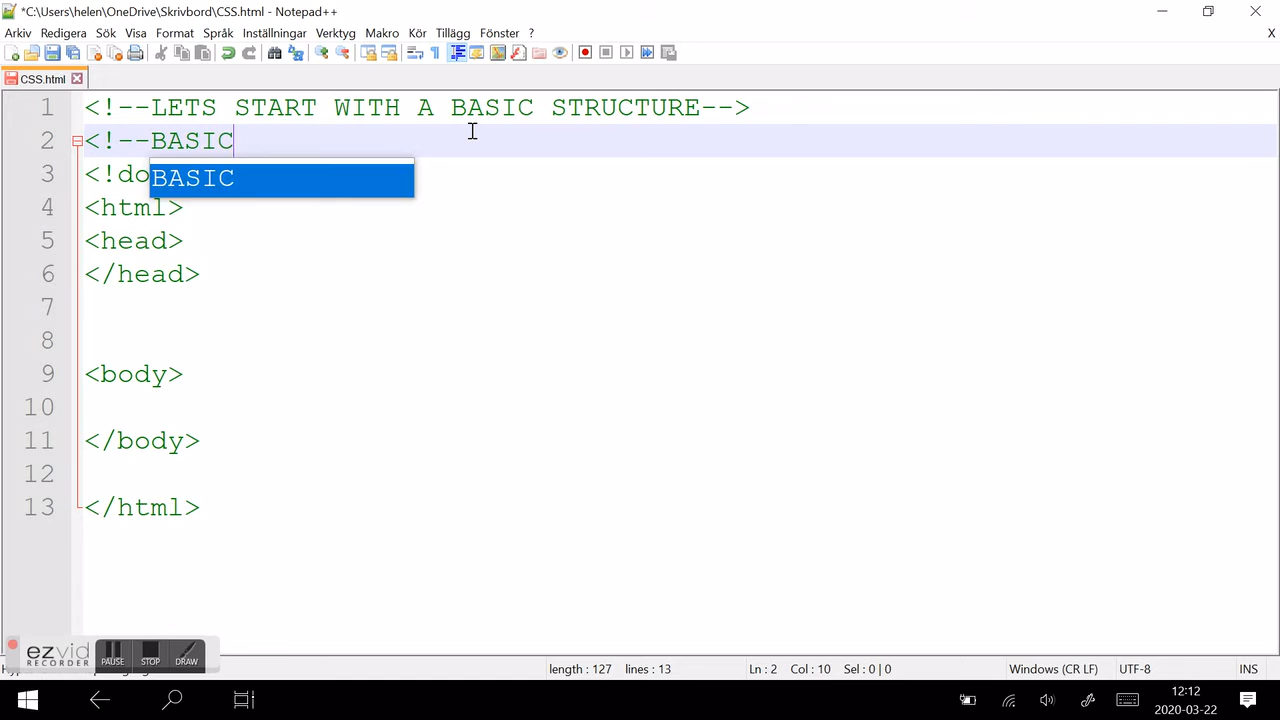 *C:\Users\helen\OneDrive\Skrivbord\CSS.html - Notepad++
Arkiv Redigera Sök Visa Format Språk Inställningar Verktyg Makro Kör Tillägg Fönster ? X
CSS.html
1 <!--LETS START WITH A BASIC STRUCTURE-->
2 <!--BASIC
3 <!do
BASIC
4 <html>
5 <head>
6 </head>
7
8
9 <body>
10
11 </body>
12
13 </html>
ezvid
RECORDER
PAUSE STOP DRAW
length : 127 lines : 13 Ln : 2 Col : 10 Sel : 0 | 0 Windows (CR LF) UTF-8 INS
12:12
2020-03-22